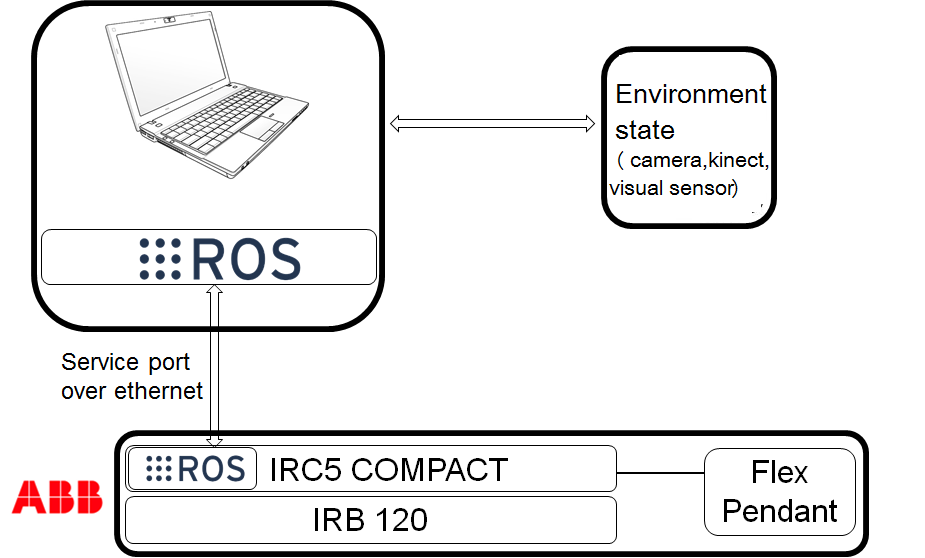 Environment
state
( camera,kinect,
visual sensor)
ROS
Service port
over ethernet
ROS IRC5 COMPACT
Flex
Pendant
ABB
IRB 120